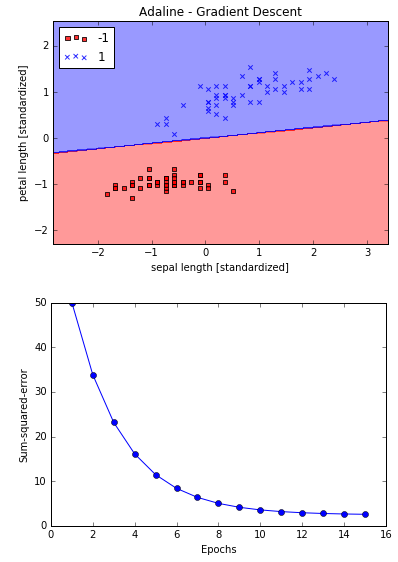 Adaline - Gradient Descent
-1
1
petal length [standardized]
2
1
0
−1
−2
−2 −1 0 1 2 3
sepal length [standardized]
Sum-squared-error
50
40
30
20
10
0
0 2 4 6 8 10 12 14 16
Epochs